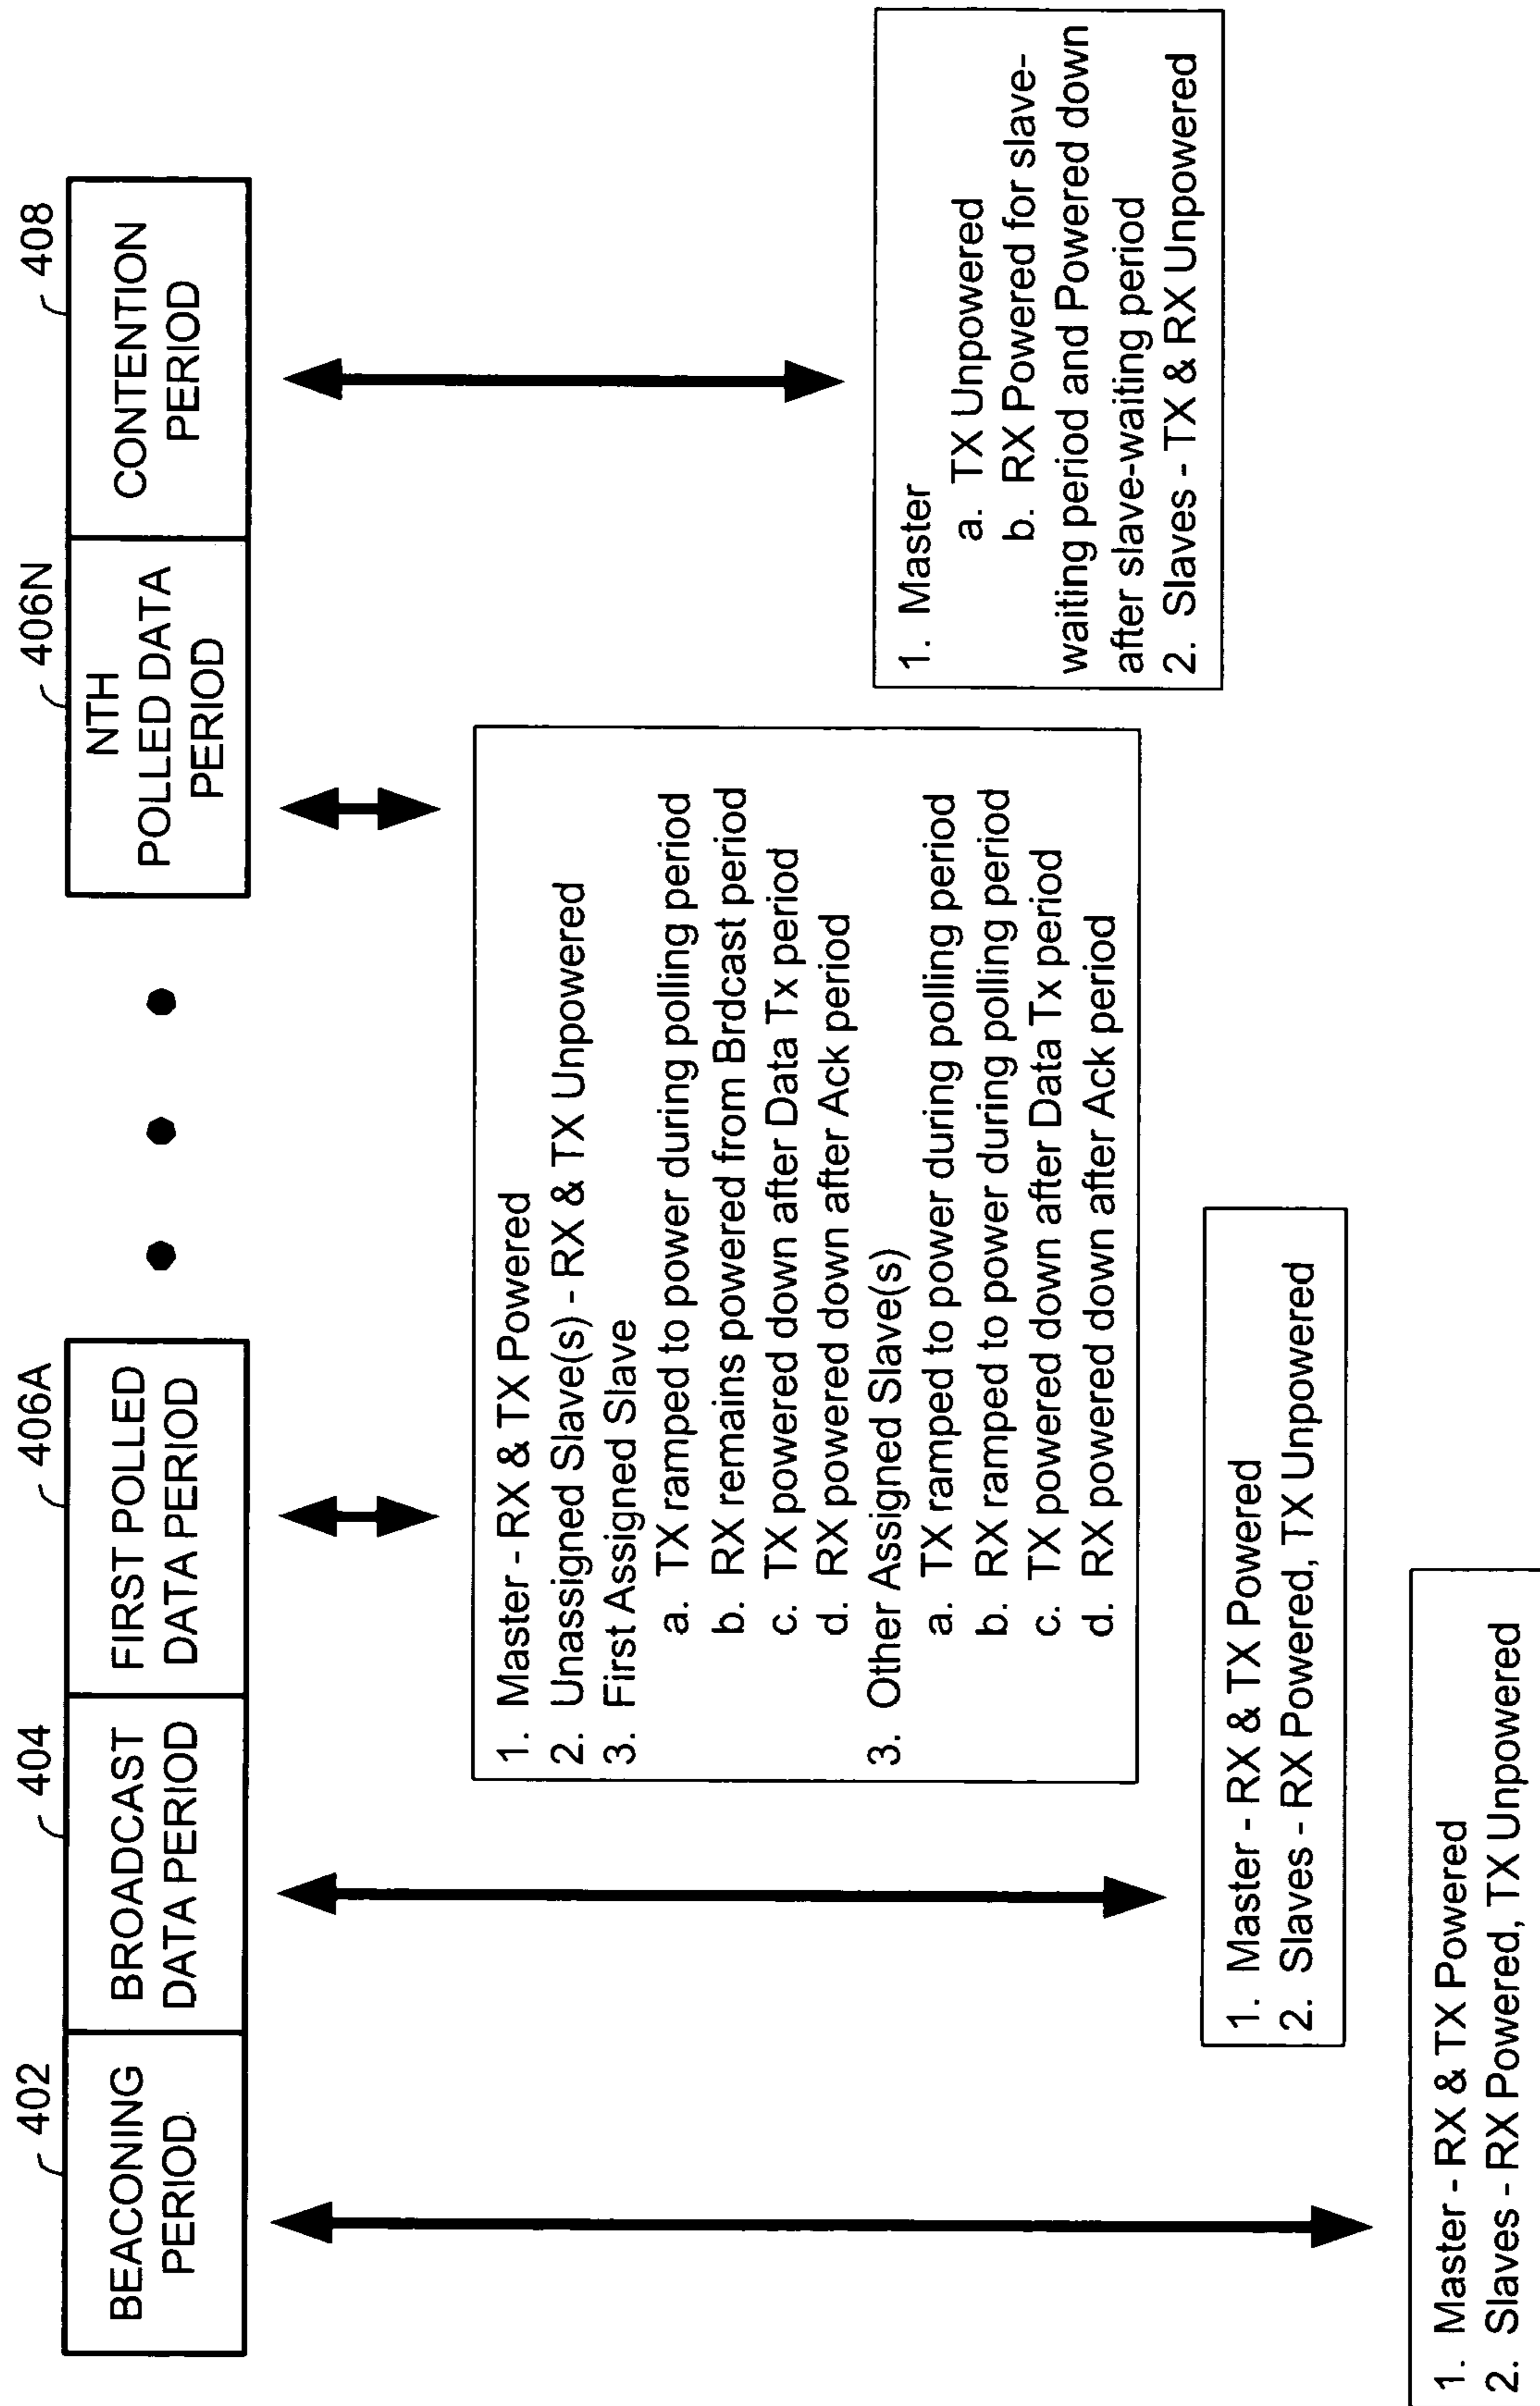 402
BEACONING
PERIOD
404
BROADCAST
DATA PERIOD
406A
FIRST POLLED
DATA PERIOD
406N
NTH
POLLED DATA
PERIOD
408
CONTENTION
PERIOD
1. Master - RX & TX Powered
2. Slaves - RX Powered, TX Unpowered
1. Master - RX & TX Powered
2. Slaves - RX Powered, TX Unpowered
1. Master - RX & TX Powered
2. Unassigned Slave(s) - RX & TX Unpowered
3. First Assigned Slave
a. TX ramped to power during polling period
b. RX remains powered from Brdcast period
c. TX powered down after Data Tx period
d. RX powered down after Ack period
3. Other Assigned Slave(s)
a. TX ramped to power during polling period
b. RX ramped to power during polling period
c. TX powered down after Data Tx period
d. RX powered down after Ack period
1. Master
a. TX Unpowered
b. RX Powered for slave-
waiting period and Powered down
after slave-waiting period
2. Slaves - TX & RX Unpowered